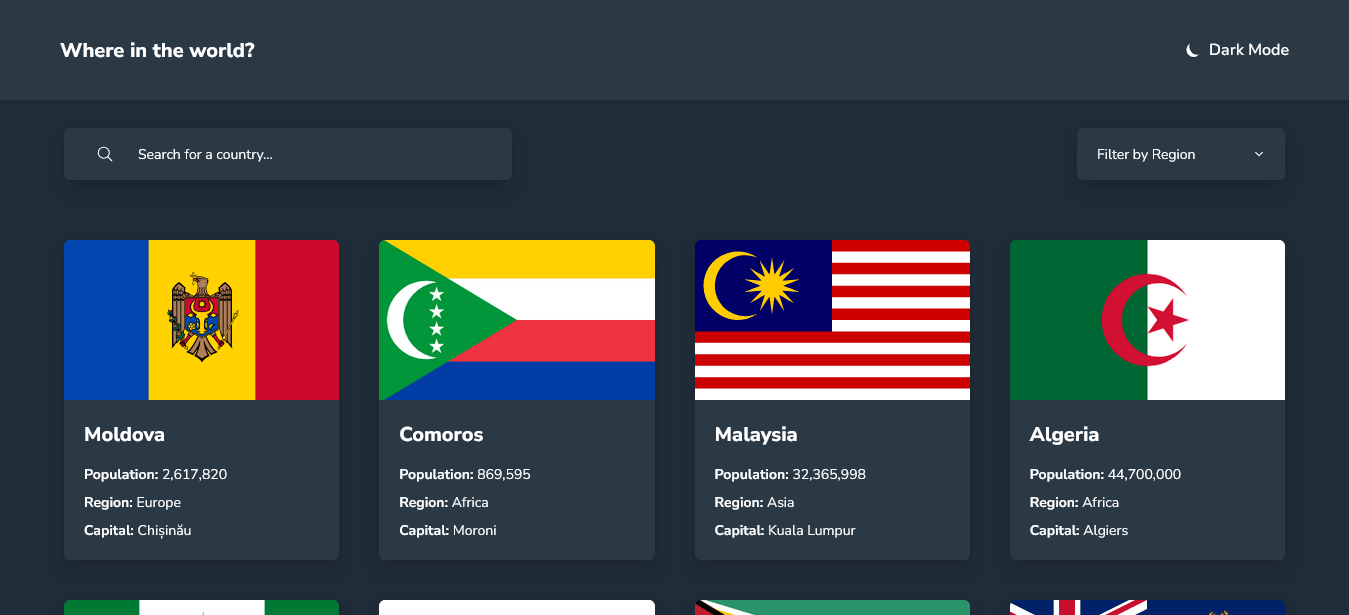 Where in the world?
Dark Mode
Search for a country...
Filter by Region
Moldova
Population: 2,617,820
Region: Europe
Capital: Chișinău
Comoros
Population: 869,595
Region: Africa
Capital: Moroni
Malaysia
Population: 32,365,998
Region: Asia
Capital: Kuala Lumpur
Algeria
Population: 44,700,000
Region: Africa
Capital: Algiers